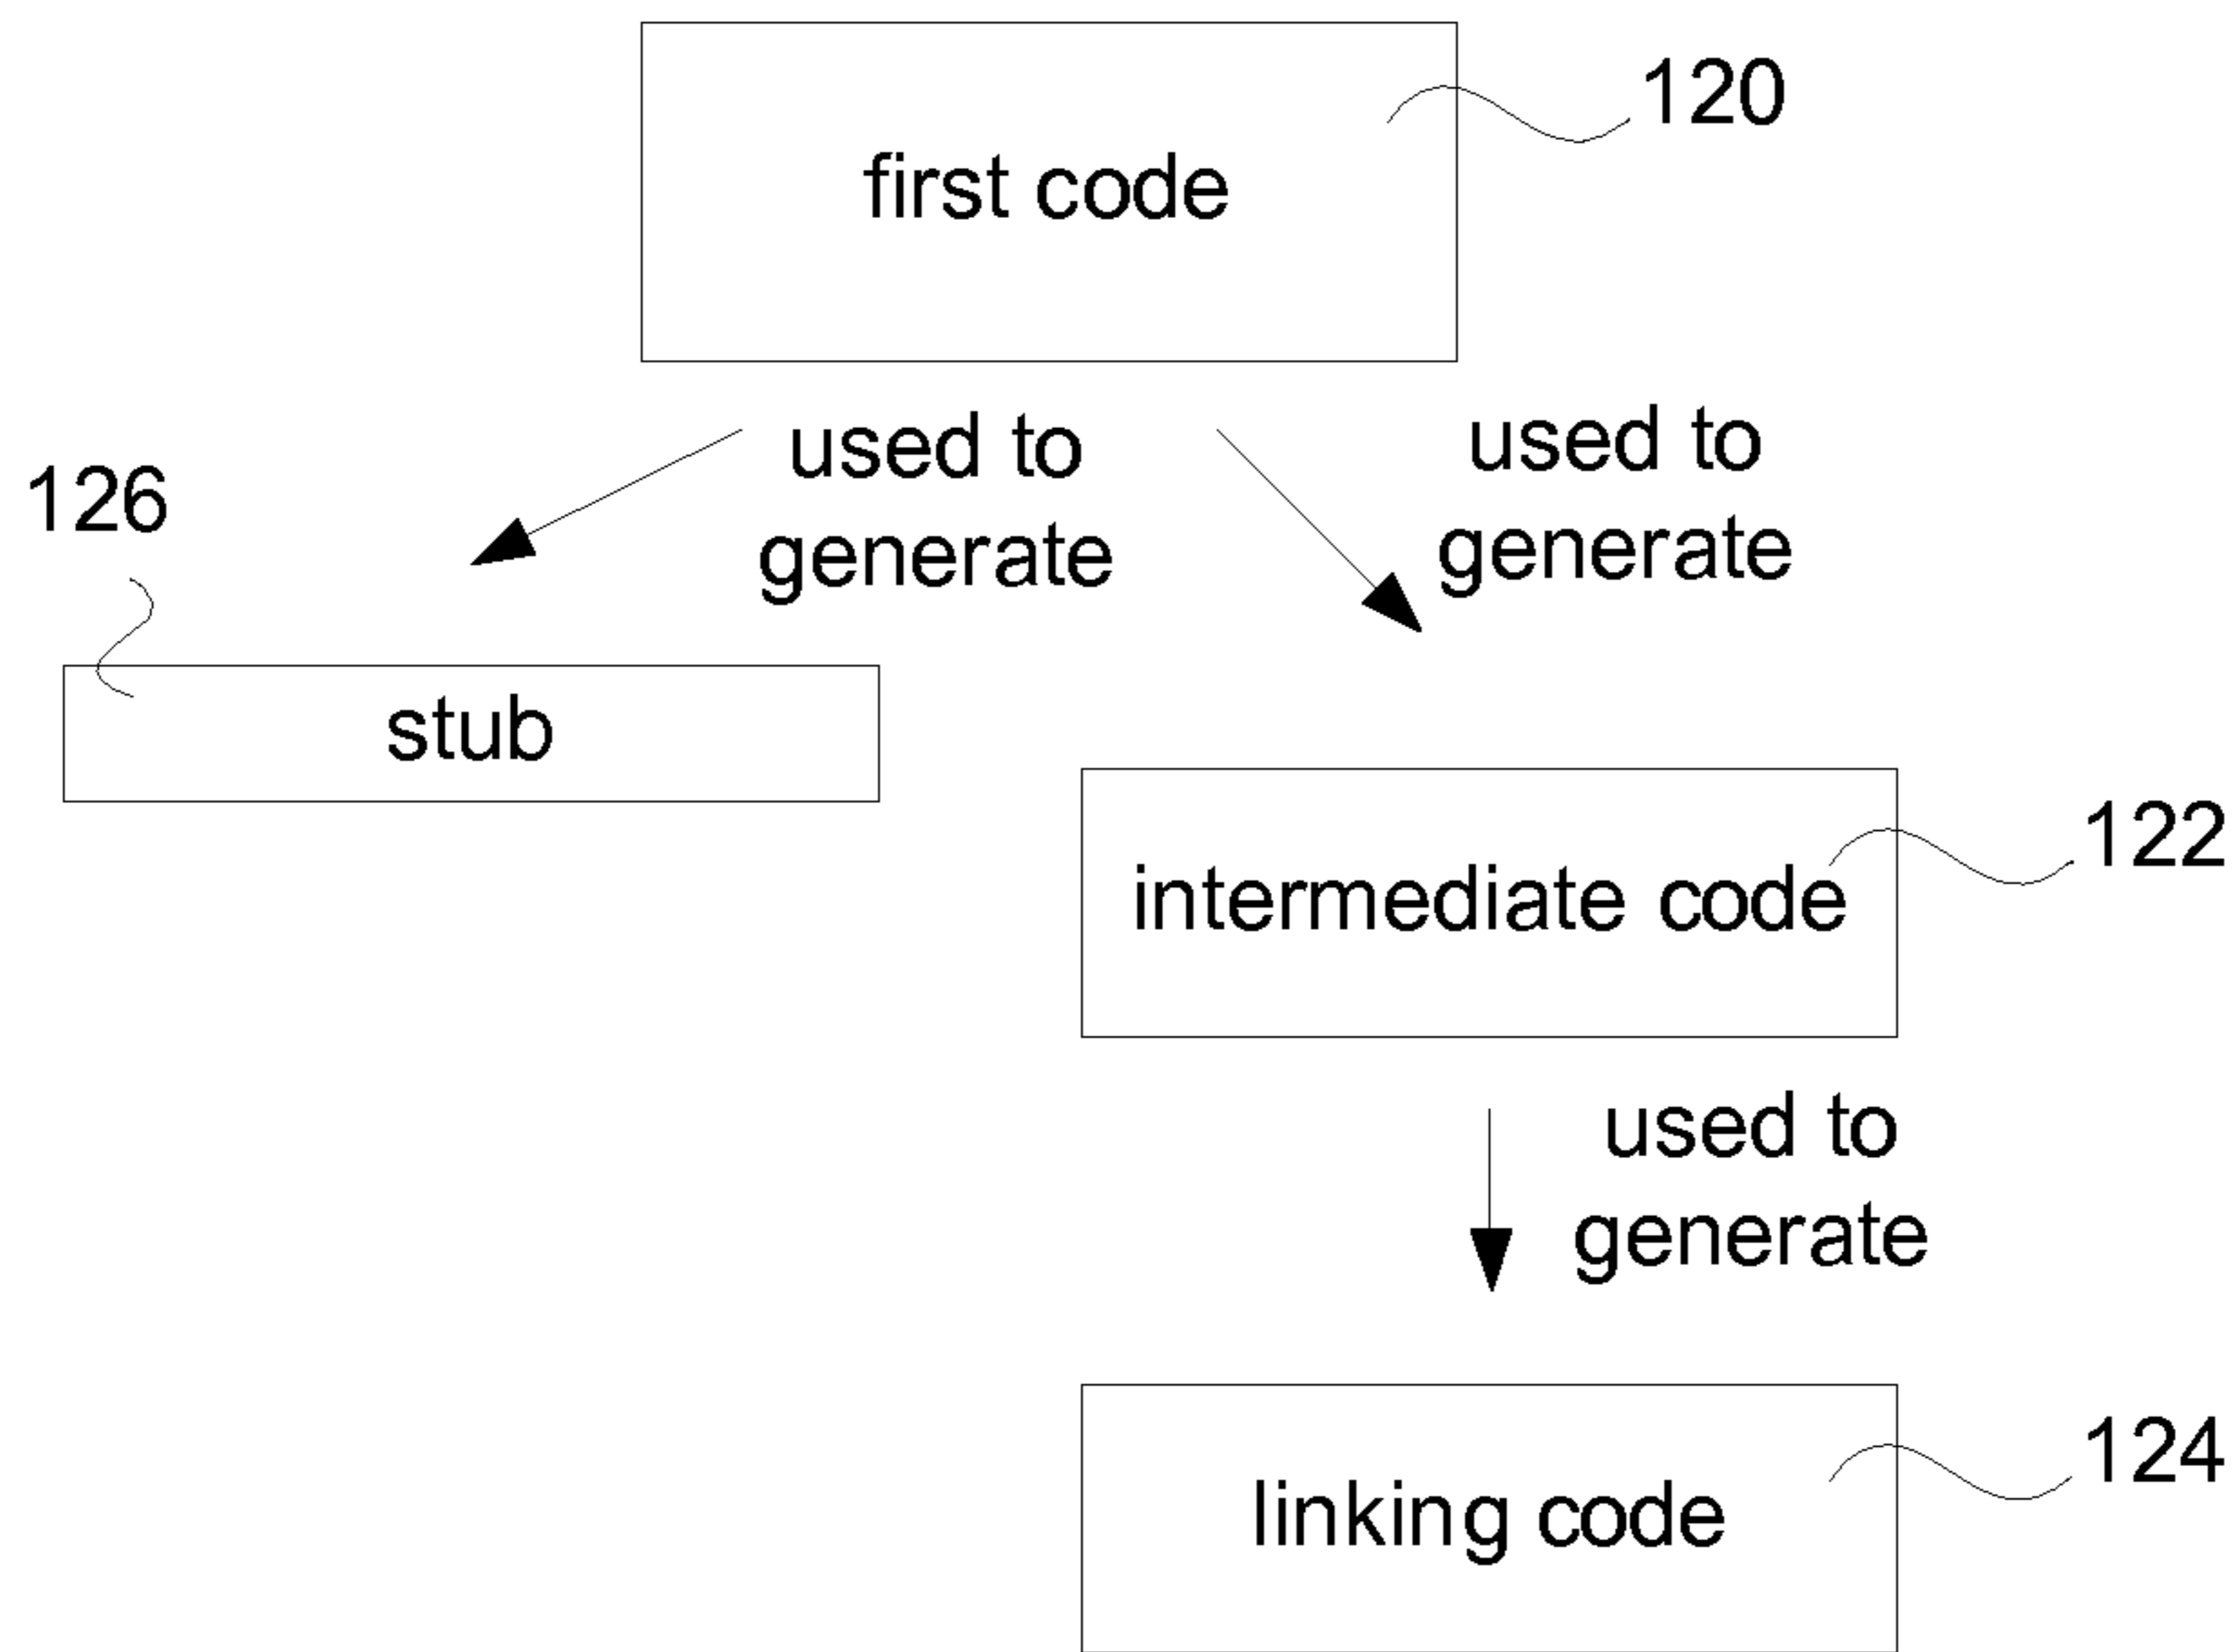 120
first code
used to
generate
used to
generate
126
stub
122
intermediate code
used to
generate
124
linking code